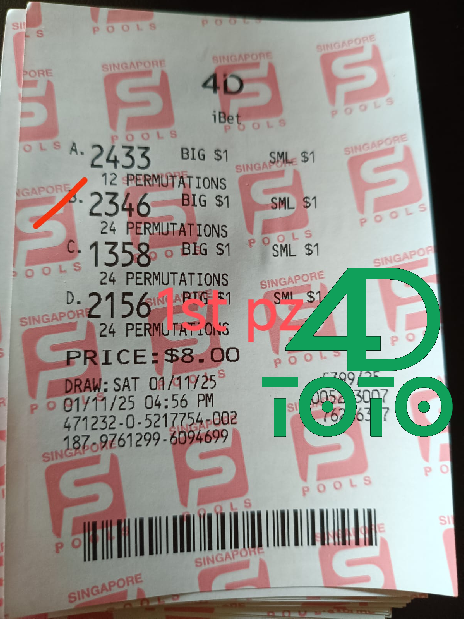 4D
iBet
A. 2433 BIG $1 SML $1
12 PERMUTATIONS
B. 2346 BIG $1 SML $1
24 PERMUTATIONS
C. 1358 BIG $1 SML $1
24 PERMUTATIONS
D. 2156 BIG $1 SML $1
1st pz
24 PERMUTATIONS
4D
TOTO
PRICE:$8.00
DRAW: SAT 01/11/25
01/11/25 04:56 PM
471232-0-5217754-002
187-9761299-6094699
SINGAPORE
POOLS